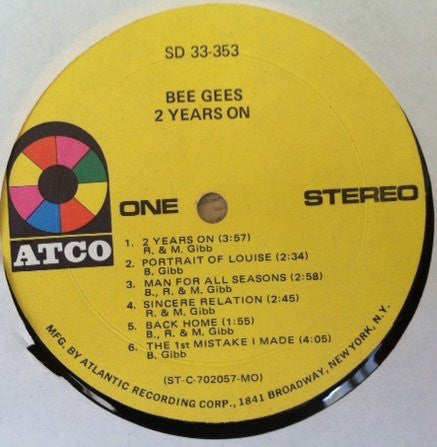 SD 33-353
BEE GEES
2 YEARS ON
ATCO
ONE
STEREO
1. 2 YEARS ON (3:57)
R. & M. Gibb
2. PORTRAIT OF LOUISE (2:34)
B. Gibb
3. MAN FOR ALL SEASONS (2:58)
B., R. & M. Gibb
4. SINCERE RELATION (2:45)
R. & M. Gibb
5. BACK HOME (1:55)
B., R. & M. Gibb
6. THE 1st MISTAKE I MADE (4:05)
B. Gibb
(ST-C-702057-MO)
MFG. BY ATLANTIC RECORDING CORP., 1841 BROADWAY, NEW YORK, N.Y.